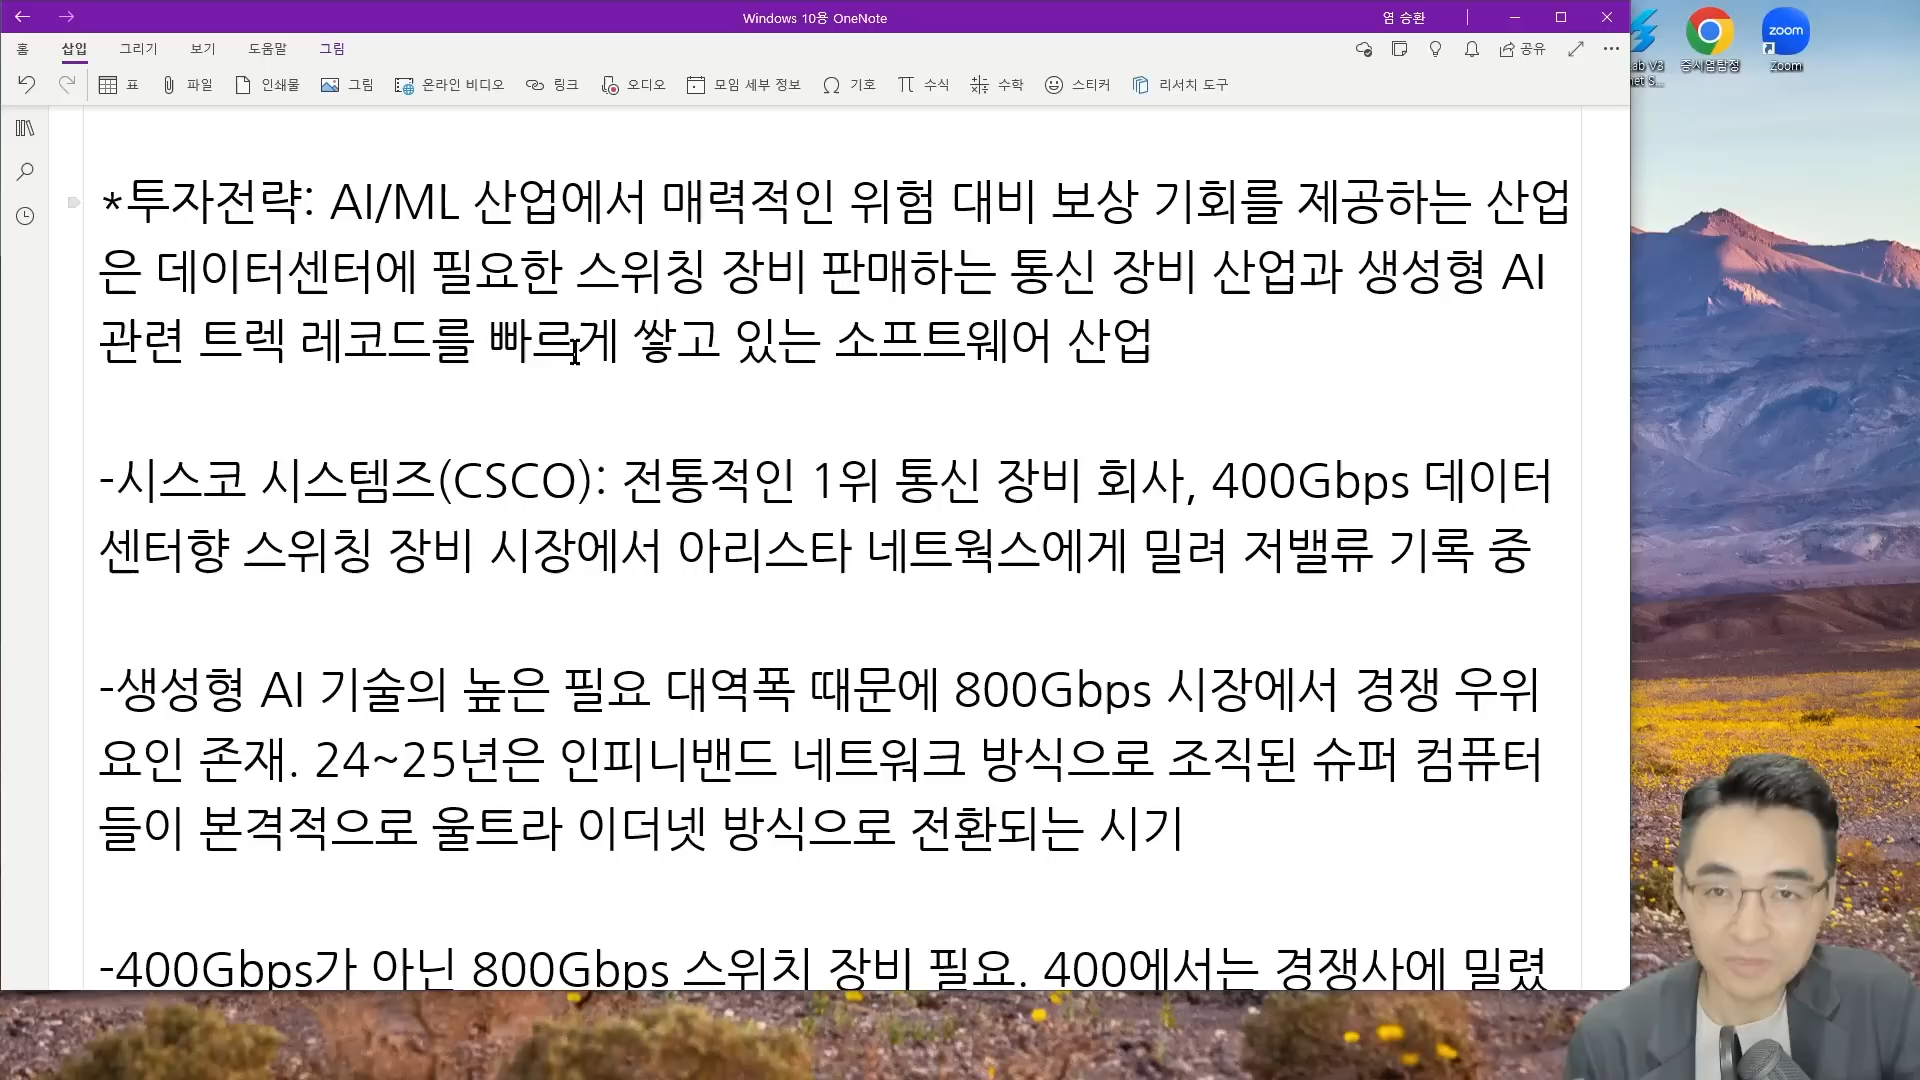 Windows 10용 OneNote
염 승환
홈 삽입 그리기 보기 도움말 그림
공유
표 파일 인쇄물 그림 온라인 비디오 링크 오디오 모임 세부 정보 기호 수식 수학 스티커 리서치 도구
*투자전략: AI/ML 산업에서 매력적인 위험 대비 보상 기회를 제공하는 산업
은 데이터센터에 필요한 스위칭 장비 판매하는 통신 장비 산업과 생성형 AI
관련 트렉 레코드를 빠르게 쌓고 있는 소프트웨어 산업
-시스코 시스템즈(CSCO): 전통적인 1위 통신 장비 회사, 400Gbps 데이터
센터향 스위칭 장비 시장에서 아리스타 네트웍스에게 밀려 저밸류 기록 중
-생성형 AI 기술의 높은 필요 대역폭 때문에 800Gbps 시장에서 경쟁 우위
요인 존재. 24~25년은 인피니밴드 네트워크 방식으로 조직된 슈퍼 컴퓨터
들이 본격적으로 울트라 이더넷 방식으로 전환되는 시기
-400Gbps가 아닌 800Gbps 스위치 장비 필요. 400에서는 경쟁사에 밀렸
ab V3
net S...
증시염탐정
zoom
Zoom